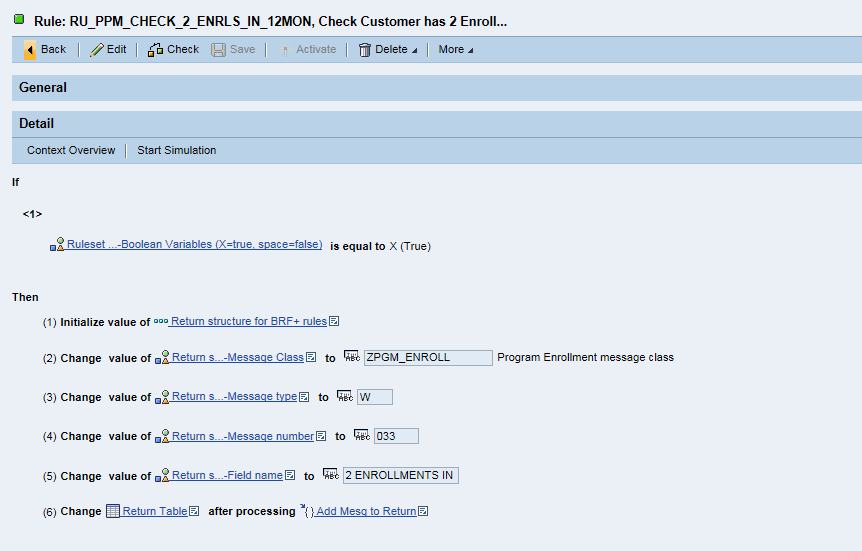 Rule: RU_PPM_CHECK_2_ENRLS_IN_12MON, Check Customer has 2 Enroll...
Back Edit Check Save Activate Delete More
General
Detail
Context Overview Start Simulation
If
<1>
Ruleset ...-Boolean Variables (X=true, space=false) is equal to X (True)
Then
(1) Initialize value of Return structure for BRF+ rules
(2) Change value of Return s...-Message Class to ZPGM_ENROLL Program Enrollment message class
(3) Change value of Return s...-Message type to W
(4) Change value of Return s...-Message number to 033
(5) Change value of Return s...-Field name to 2 ENROLLMENTS IN
(6) Change Return Table after processing Add Mesg to Return